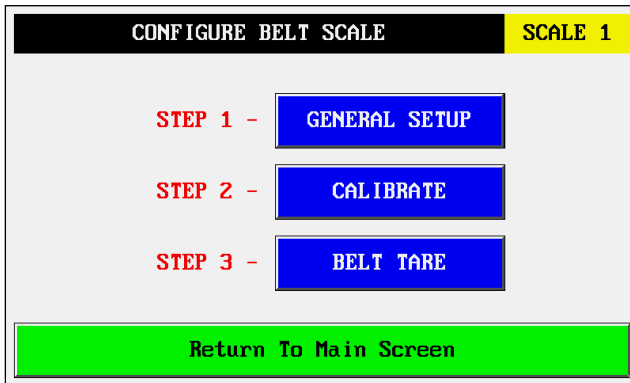 CONFIGURE BELT SCALE SCALE 1
STEP 1 - GENERAL SETUP
STEP 2 - CALIBRATE
STEP 3 - BELT TARE
Return To Main Screen